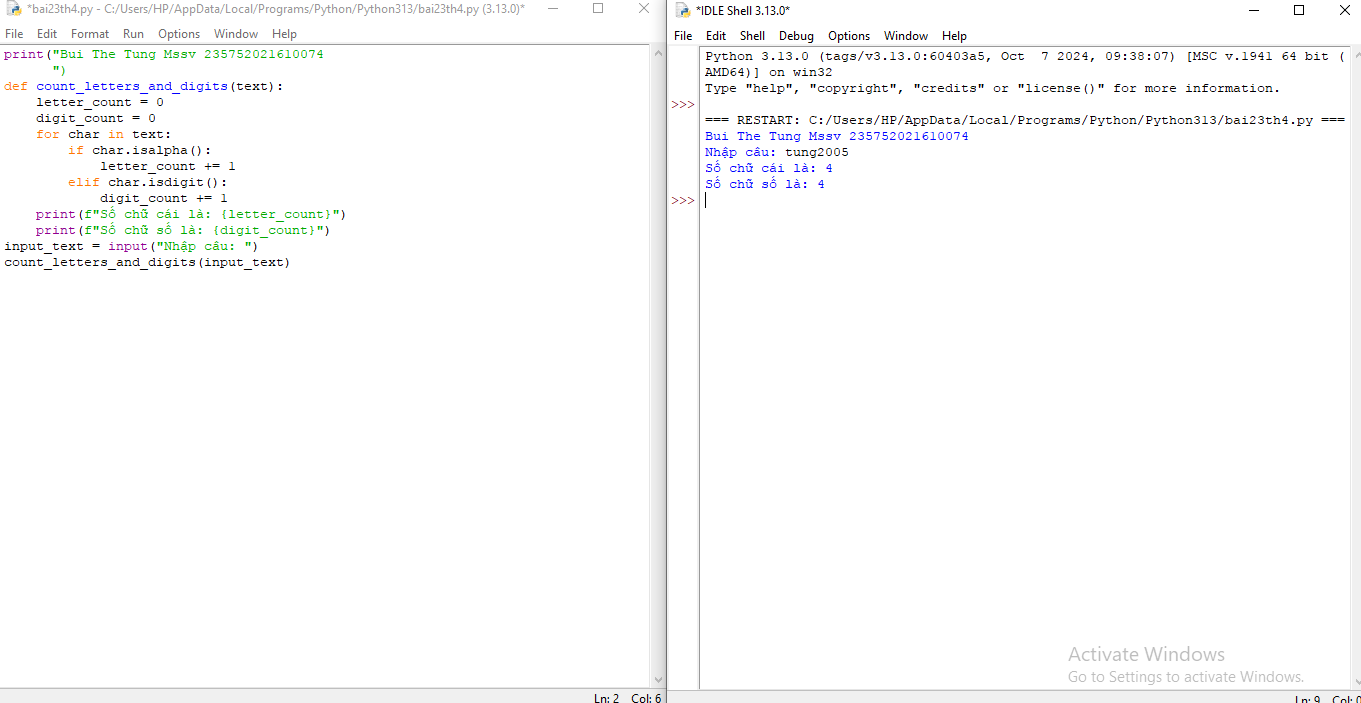 *bai23th4.py - C:/Users/HP/AppData/Local/Programs/Python/Python313/bai23th4.py (3.13.0)*
File Edit Format Run Options Window Help
print("Bui The Tung Mssv 235752021610074
      ")
def count_letters_and_digits(text):
    letter_count = 0
    digit_count = 0
    for char in text:
        if char.isalpha():
            letter_count += 1
        elif char.isdigit():
            digit_count += 1
    print(f"Số chữ cái là: {letter_count}")
    print(f"Số chữ số là: {digit_count}")
input_text = input("Nhập câu: ")
count_letters_and_digits(input_text)
Ln: 2 Col: 6
*IDLE Shell 3.13.0*
File Edit Shell Debug Options Window Help
Python 3.13.0 (tags/v3.13.0:60403a5, Oct  7 2024, 09:38:07) [MSC v.1941 64 bit (
AMD64)] on win32
Type "help", "copyright", "credits" or "license()" for more information.
>>>
=== RESTART: C:/Users/HP/AppData/Local/Programs/Python/Python313/bai23th4.py ===
Bui The Tung Mssv 235752021610074
Nhập câu: tung2005
Số chữ cái là: 4
Số chữ số là: 4
>>>
Activate Windows
Go to Settings to activate Windows.
Ln: 9 Col: 0